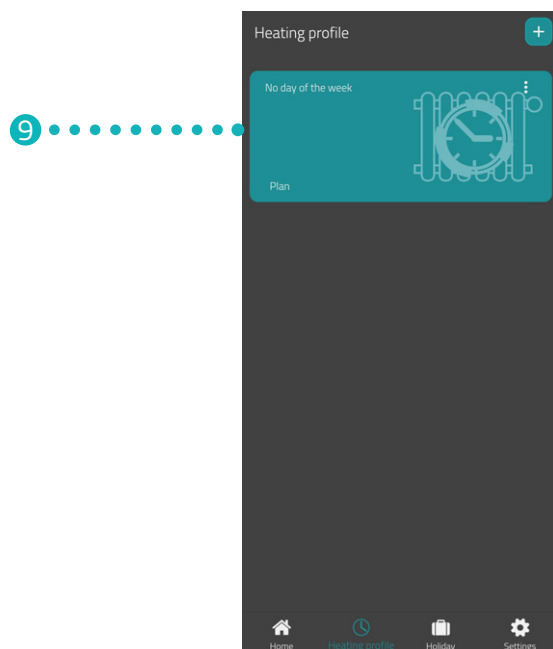 Heating profile
+
No day of the week
9
Plan
Home Heating profile Holiday Settings